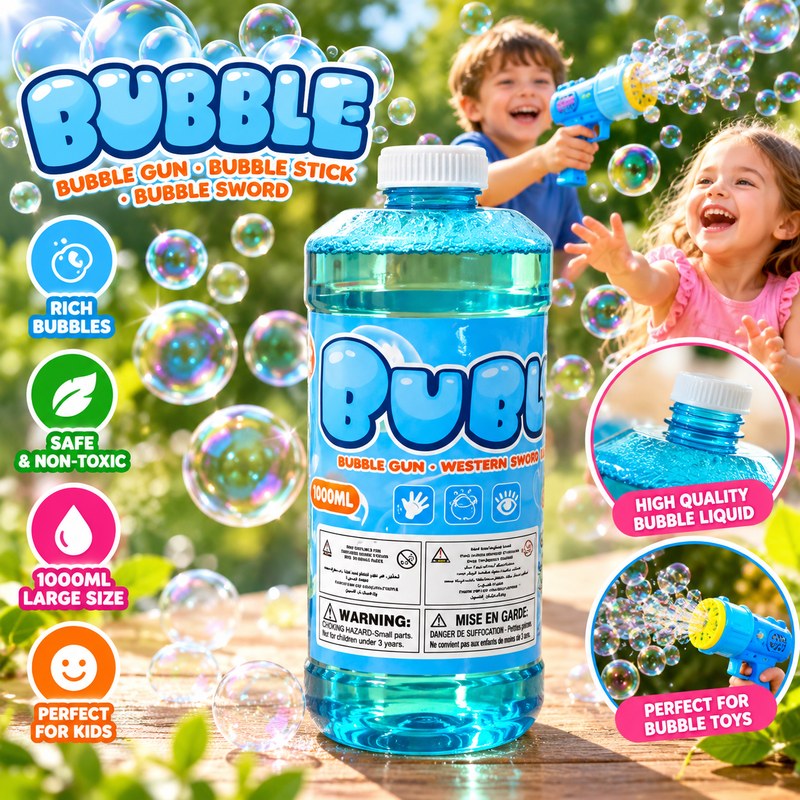 BUBBLE
BUBBLE GUN • BUBBLE STICK
• BUBBLE SWORD
RICH
BUBBLES
SAFE
& NON-TOXIC
1000ML
LARGE SIZE
PERFECT
FOR KIDS
BUBL
BUBBLE GUN • WESTERN SWORD
1000ML
WARNING:
CHOKING HAZARD-Small parts.
Not for children under 3 years.
MISE EN GARDE:
DANGER DE SUFFOCATION - Petites
Ne convient pas aux enfants de moins de 3 ans.
HIGH QUALITY
BUBBLE LIQUID
PERFECT FOR
BUBBLE TOYS